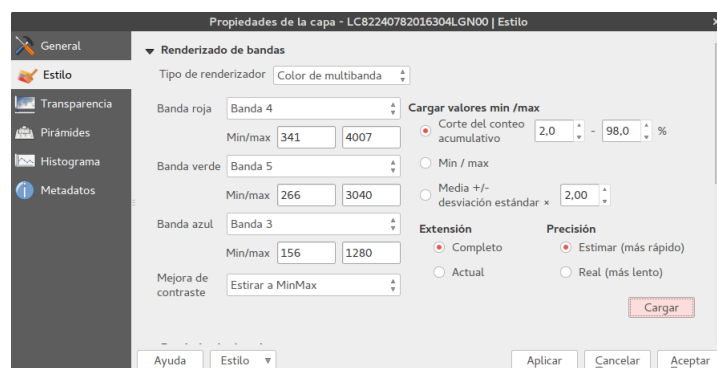 Propiedades de la capa - LC82240782016304LGN00 | Estilo
General
Estilo
Transparencia
Pirámides
Histograma
Metadatos
Renderizado de bandas
Tipo de renderizador Color de multibanda
Banda roja Banda 4
Min/max 341 4007
Banda verde Banda 5
Min/max 266 3040
Banda azul Banda 3
Min/max 156 1280
Mejora de contraste Estirar a MinMax
Cargar valores min /max
Corte del conteo acumulativo 2,0 - 98,0 %
Min / max
Media +/- desviación estándar × 2,00
Extensión Precisión
Completo Estimar (más rápido)
Actual Real (más lento)
Cargar
Ayuda Estilo Aplicar Cancelar Aceptar